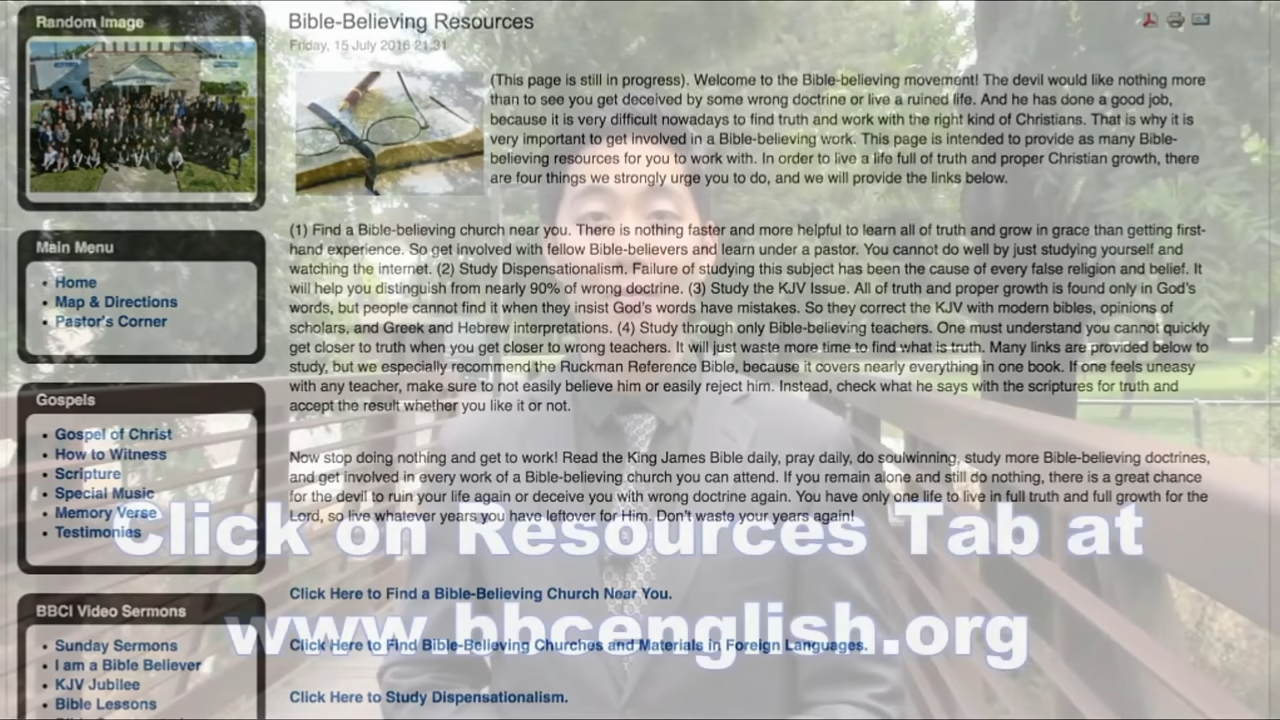 Random Image
Main Menu
Home
Map & Directions
Pastor's Corner
Gospels
Gospel of Christ
How to Witness
Scripture
Special Music
Memory Verse
Testimonies
BBCI Video Sermons
Sunday Sermons
I am a Bible Believer
KJV Jubilee
Bible Lessons
Bible-Believing Resources
Friday, 15 July 2016 21:31
(This page is still in progress). Welcome to the Bible-believing movement! The devil would like nothing more
than to see you get deceived by some wrong doctrine or live a ruined life. And he has done a good job,
because it is very difficult nowadays to find truth and work with the right kind of Christians. That is why it is
very important to get involved in a Bible-believing work. This page is intended to provide as many Bible-
believing resources for you to work with. In order to live a life full of truth and proper Christian growth, there
are four things we strongly urge you to do, and we will provide the links below.
(1) Find a Bible-believing church near you. There is nothing faster and more helpful to learn all of truth and grow in grace than getting first-
hand experience. So get involved with fellow Bible-believers and learn under a pastor. You cannot do well by just studying yourself and
watching the internet. (2) Study Dispensationalism. Failure of studying this subject has been the cause of every false religion and belief. It
will help you distinguish from nearly 90% of wrong doctrine. (3) Study the KJV Issue. All of truth and proper growth is found only in God's
words, but people cannot find it when they insist God's words have mistakes. So they correct the KJV with modern bibles, opinions of
scholars, and Greek and Hebrew interpretations. (4) Study through only Bible-believing teachers. One must understand you cannot quickly
get closer to truth when you get closer to wrong teachers. It will just waste more time to find what is truth. Many links are provided below to
study, but we especially recommend the Ruckman Reference Bible, because it covers nearly everything in one book. If one feels uneasy
with any teacher, make sure to not easily believe him or easily reject him. Instead, check what he says with the scriptures for truth and
accept the result whether you like it or not.
Now stop doing nothing and get to work! Read the King James Bible daily, pray daily, do soulwinning, study more Bible-believing doctrines,
and get involved in every work of a Bible-believing church you can attend. If you remain alone and still do nothing, there is a great chance
for the devil to ruin your life again or deceive you with wrong doctrine again. You have only one life to live in full truth and full growth for the
Lord, so live whatever years you have leftover for Him. Don't waste your years again!
Click on Resources Tab at
Click Here to Find a Bible-Believing Church Near You.
www.bbcenglish.org
Click Here to Find Bible-Believing Churches and Materials in Foreign Languages.
Click Here to Study Dispensationalism.